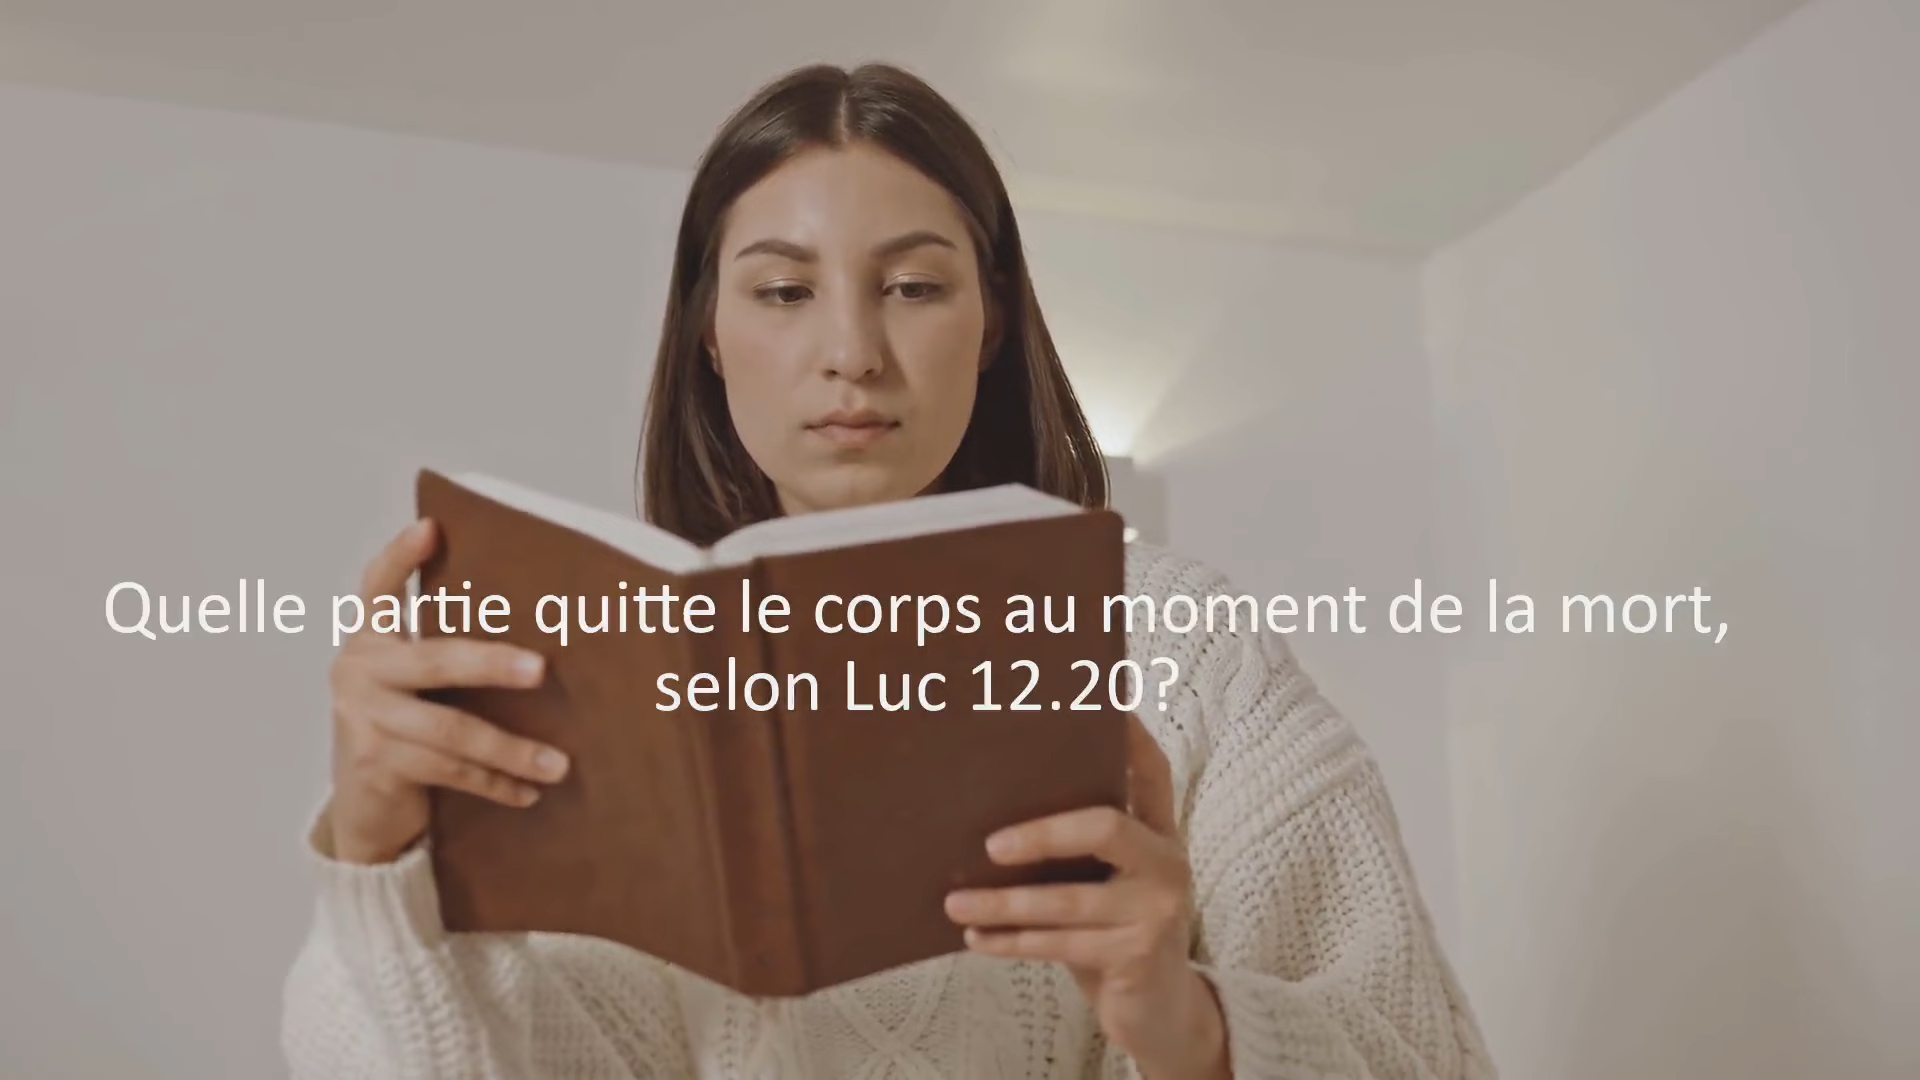 Quelle partie quitte le corps au moment de la mort,
selon Luc 12.20?